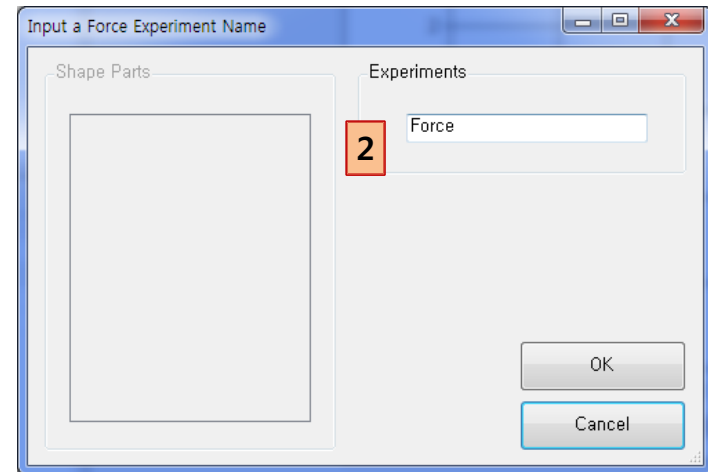 Input a Force Experiment Name
Shape Parts
Experiments
Force
2
OK
Cancel